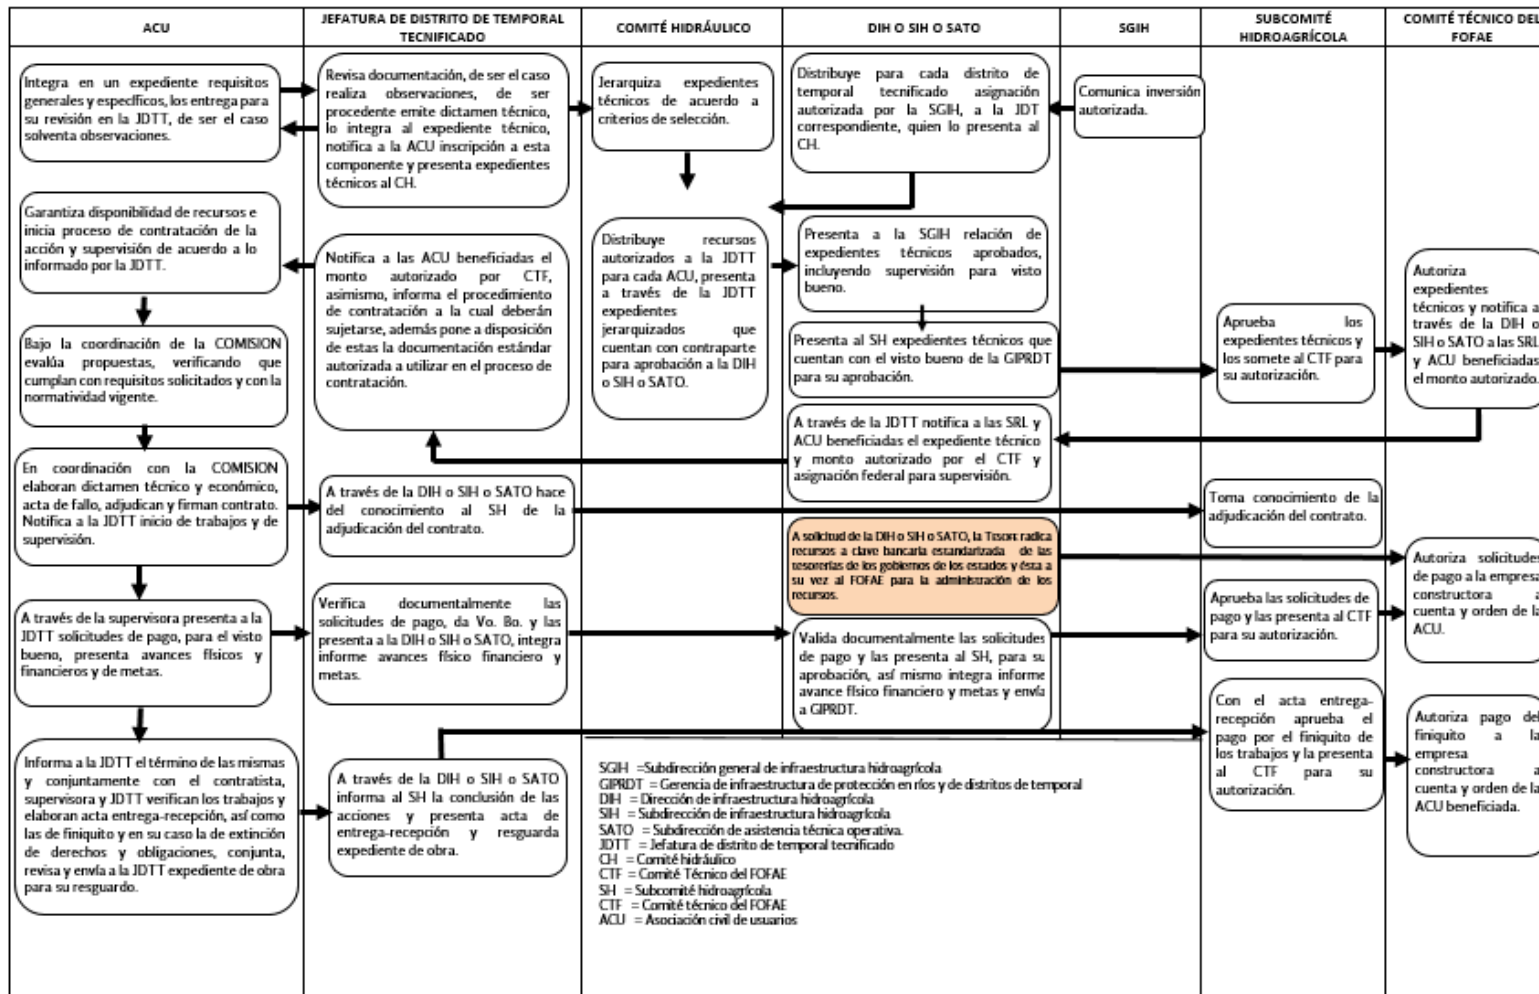 ACU
JEFATURA DE DISTRITO DE TEMPORAL
TECNIFICADO
COMITÉ HIDRÁULICO
DIH O SIH O SATO
SGIH
SUBCOMITÉ
HIDROAGRÍCOLA
COMITÉ TÉCNICO DEL
FOFAE
Integra en un expediente requisitos
generales y específicos, los entrega para
su revisión en la JDTT, de ser el caso
solventa observaciones.
Revisa documentación, de ser el caso
realiza observaciones, de ser
procedente emite dictamen técnico,
lo integra al expediente técnico,
notifica a la ACU inscripción a esta
componente y presenta expedientes
técnicos al CH.
Jerarquiza expedientes
técnicos de acuerdo a
criterios de selección.
Distribuye para cada distrito de
temporal tecnificado asignación
autorizada por la SGIH, a la JDT
correspondiente, quien lo presenta al
CH.
Comunica inversión
autorizada.
Garantiza disponibilidad de recursos e
inicia proceso de contratación de la
acción y supervisión de acuerdo a lo
informado por la JDTT.
Notifica a las ACU beneficiadas el
monto autorizado por CTF,
asimismo, informa el procedimiento
de contratación a la cual deberán
sujetarse, además pone a disposición
de estas la documentación estándar
autorizada a utilizar en el proceso de
contratación.
Distribuye recursos
autorizados a la JDTT
para cada ACU, presenta
a través de la JDTT
expedientes
jerarquizados que
cuentan con contraparte
para aprobación a la DIH
o SIH o SATO.
Presenta a la SGIH relación de
expedientes técnicos aprobados,
incluyendo supervisión para visto
bueno.
Presenta al SH expedientes técnicos que
cuentan con el visto bueno de la GIPRDT
para su aprobación.
Aprueba los
expedientes técnicos y
los somete al CTF para
su autorización.
Autoriza
expedientes
técnicos y notifica a
través de la DIH o
SIH o SATO a las SRL
y ACU beneficiadas
el monto autorizado.
Bajo la coordinación de la COMISION
evalúa propuestas, verificando que
cumplan con requisitos solicitados y con la
normatividad vigente.
A través de la JDTT notifica a las SRL y
ACU beneficiadas el expediente técnico
y monto autorizado por el CTF y
asignación federal para supervisión.
En coordinación con la COMISION
elaboran dictamen técnico y económico,
acta de fallo, adjudican y firman contrato.
Notifica a la JDTT inicio de trabajos y de
supervisión.
A través de la DIH o SIH o SATO hace
del conocimiento al SH de la
adjudicación del contrato.
Toma conocimiento de la
adjudicación del contrato.
A solicitud de la DIH o SIH o SATO, la TESOFE radica
recursos a clave bancaria estandarizada de las
tesorerías de los gobiernos de los estados y ésta a
su vez al FOFAE para la administración de los
recursos.
Autoriza solicitudes
de pago a la empresa
constructora a
cuenta y orden de la
ACU.
A través de la supervisora presenta a la
JDTT solicitudes de pago, para el visto
bueno, presenta avances físicos y
financieros y de metas.
Verifica documentalmente las
solicitudes de pago, da Vo. Bo. y las
presenta a la DIH o SIH o SATO, integra
informe avances físico financiero y
metas.
Valida documentalmente las solicitudes
de pago y las presenta al SH, para su
aprobación, así mismo integra informe
avance físico financiero y metas y envía
a GIPRDT.
Aprueba las solicitudes de
pago y las presenta al CTF
para su autorización.
Informa a la JDTT el término de las mismas
y conjuntamente con el contratista,
supervisora y JDTT verifican los trabajos y
elaboran acta entrega-recepción, así como
las de finiquito y en su caso la de extinción
de derechos y obligaciones, conjunta,
revisa y envía a la JDTT expediente de obra
para su resguardo.
A través de la DIH o SIH o SATO
informa al SH la conclusión de las
acciones y presenta acta de
entrega-recepción y resguarda
expediente de obra.
Con el acta entrega-
recepción aprueba el
pago por el finiquito de
los trabajos y la presenta
al CTF para su
autorización.
Autoriza pago del
finiquito a la
empresa
constructora a
cuenta y orden de la
ACU beneficiada.
SGIH =Subdirección general de infraestructura hidroagrícola
GIPRDT = Gerencia de infraestructura de protección en ríos y de distritos de temporal
DIH = Dirección de infraestructura hidroagrícola
SIH = Subdirección de infraestructura hidroagrícola
SATO = Subdirección de asistencia técnica operativa.
JDTT = Jefatura de distrito de temporal tecnificado
CH = Comité hidráulico
CTF = Comité Técnico del FOFAE
SH = Subcomité hidroagrícola
CTF = Comité técnico del FOFAE
ACU = Asociación civil de usuarios